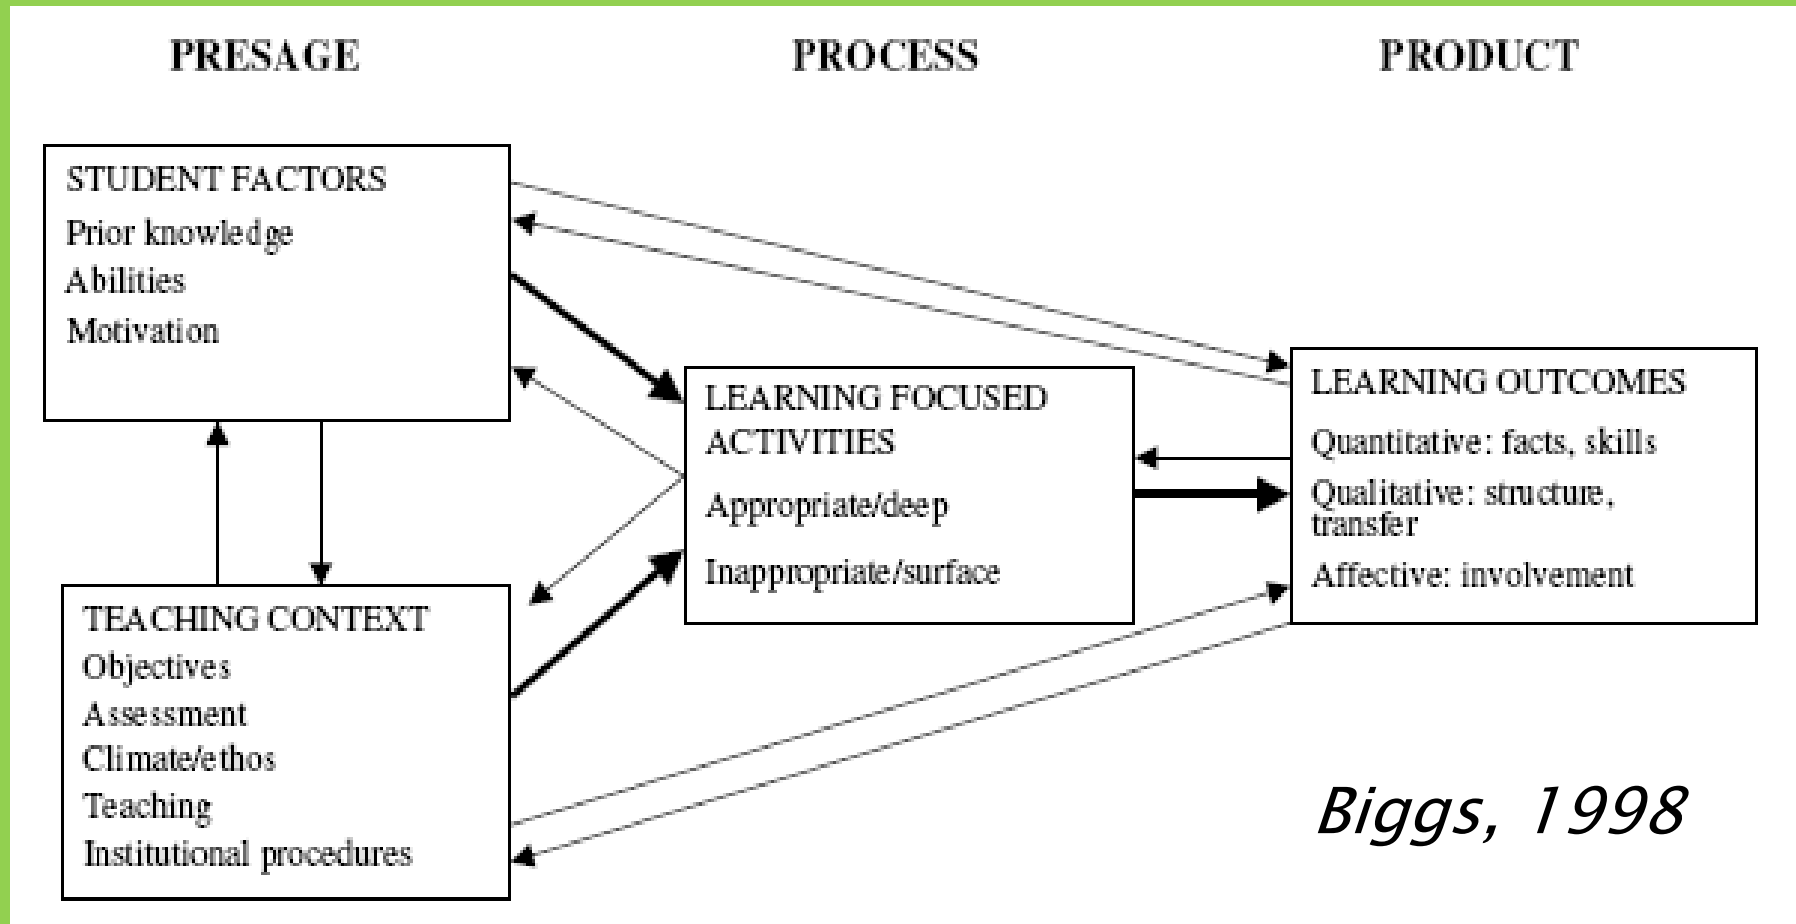 PRESAGE
PROCESS
PRODUCT
STUDENT FACTORS
Prior knowledge
Abilities
Motivation
TEACHING CONTEXT
Objectives
Assessment
Climate/ethos
Teaching
Institutional procedures
LEARNING FOCUSED
ACTIVITIES
Appropriate/deep
Inappropriate/surface
LEARNING OUTCOMES
Quantitative: facts, skills
Qualitative: structure,
transfer
Affective: involvement
Biggs, 1998